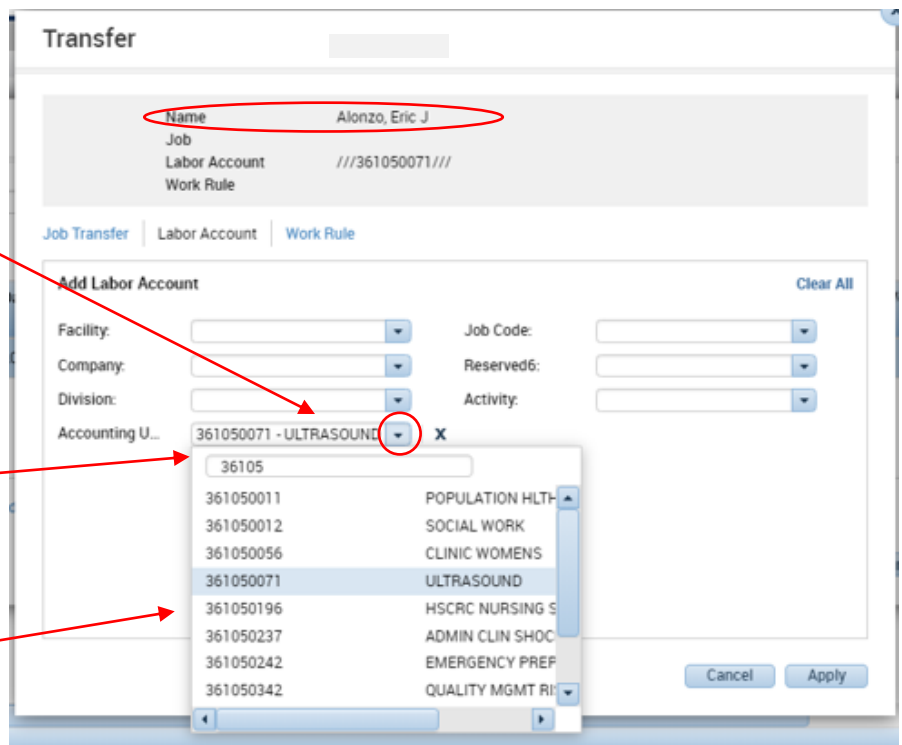 Transfer
Name Alonzo, Eric J
Job
Labor Account ///361050071///
Work Rule
Job Transfer Labor Account Work Rule
Add Labor Account Clear All
Facility: Job Code:
Company: Reserved6:
Division: Activity:
Accounting U... 361050071 - ULTRASOUND x
36105
361050011 POPULATION HLTH
361050012 SOCIAL WORK
361050056 CLINIC WOMENS
361050071 ULTRASOUND
361050196 HSCRC NURSING S
361050237 ADMIN CLIN SHOC
361050242 EMERGENCY PREP
361050342 QUALITY MGMT RI
Cancel Apply